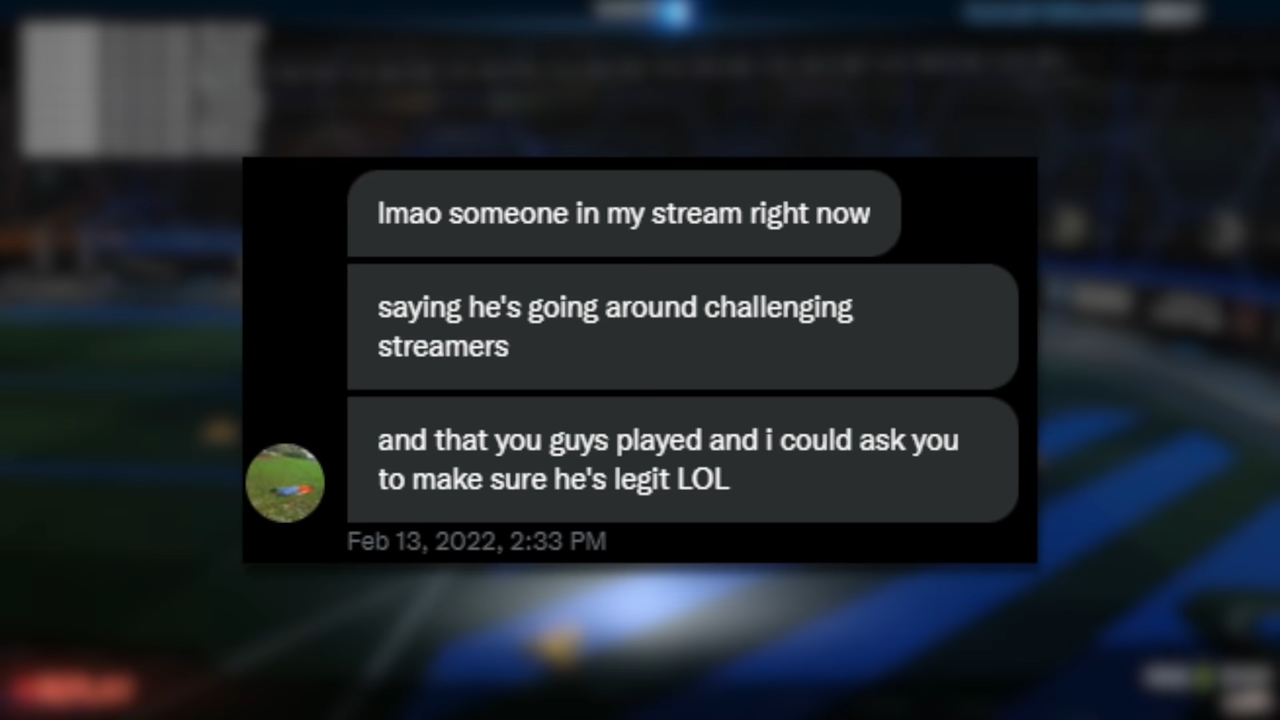 lmao someone in my stream right now
saying he's going around challenging
streamers
and that you guys played and i could ask you
to make sure he's legit LOL
Feb 13, 2022, 2:33 PM